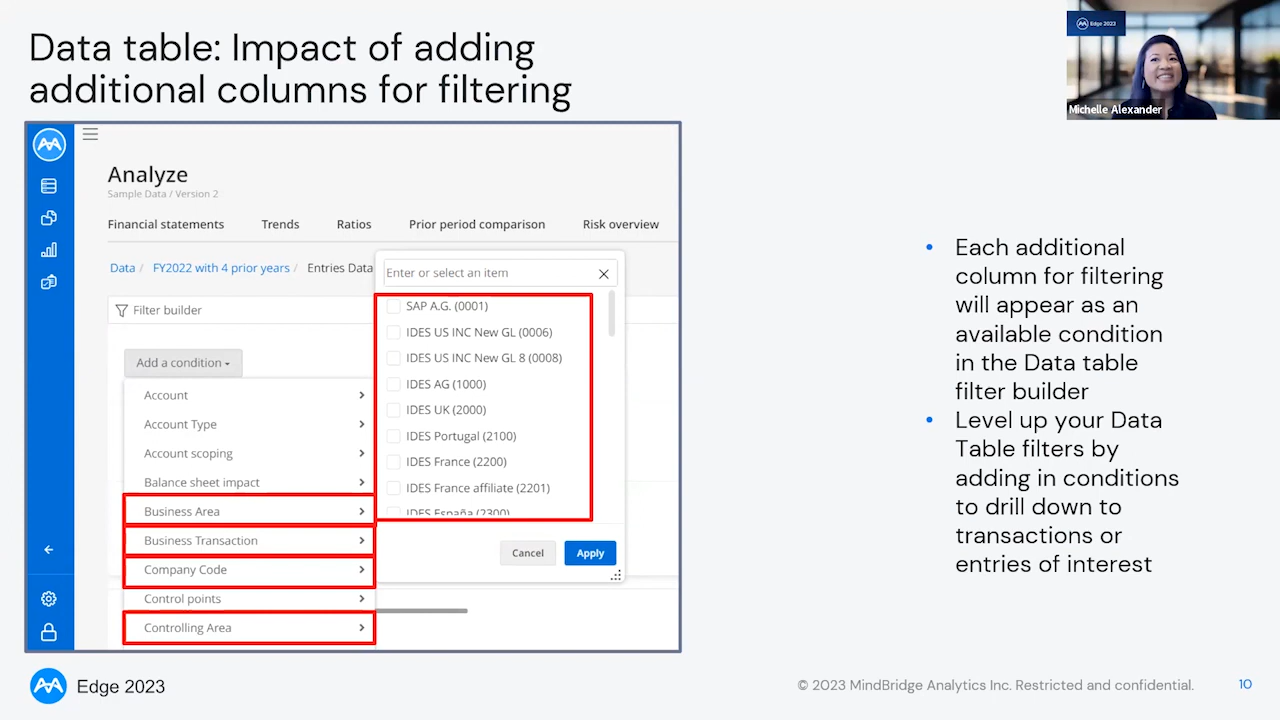 Data table: Impact of adding
additional columns for filtering
Edge 2023
Michelle Alexander
Analyze
Sample Data / Version 2
Financial statements
Trends
Ratios
Prior period comparison
Risk overview
Data / FY2022 with 4 prior years / Entries Data
Filter builder
Add a condition
Account
Account Type
Account scoping
Balance sheet impact
Business Area
Business Transaction
Company Code
Control points
Controlling Area
Enter or select an item
SAP A.G. (0001)
IDES US INC New GL (0006)
IDES US INC New GL 8 (0008)
IDES AG (1000)
IDES UK (2000)
IDES Portugal (2100)
IDES France (2200)
IDES France affiliate (2201)
IDES España (2300)
Cancel
Apply
• Each additional
column for filtering
will appear as an
available condition
in the Data table
filter builder
• Level up your Data
Table filters by
adding in conditions
to drill down to
transactions or
entries of interest
Edge 2023
© 2023 MindBridge Analytics Inc. Restricted and confidential.
10